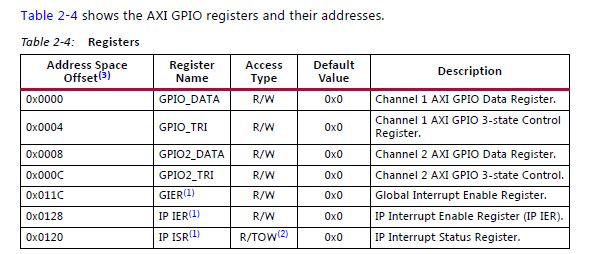 Table 2-4 shows the AXI GPIO registers and their addresses.
Table 2-4: Registers
Address Space Offset(3) Register Name Access Type Default Value Description
0x0000 GPIO_DATA R/W 0x0 Channel 1 AXI GPIO Data Register.
0x0004 GPIO_TRI R/W 0x0 Channel 1 AXI GPIO 3-state Control Register.
0x0008 GPIO2_DATA R/W 0x0 Channel 2 AXI GPIO Data Register.
0x000C GPIO2_TRI R/W 0x0 Channel 2 AXI GPIO 3-state Control.
0x011C GIER(1) R/W 0x0 Global Interrupt Enable Register.
0x0128 IP IER(1) R/W 0x0 IP Interrupt Enable Register (IP IER).
0x0120 IP ISR(1) R/TOW(2) 0x0 IP Interrupt Status Register.